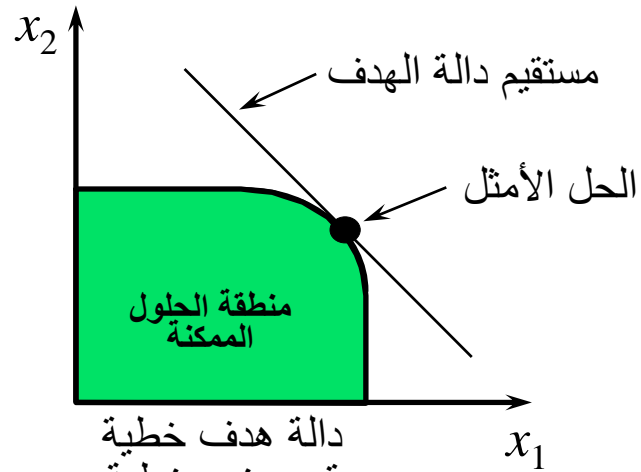 x₂
مستقيم دالة الهدف
الحل الأمثل
منطقة الحلول
الممكنة
دالة هدف خطية
x₁